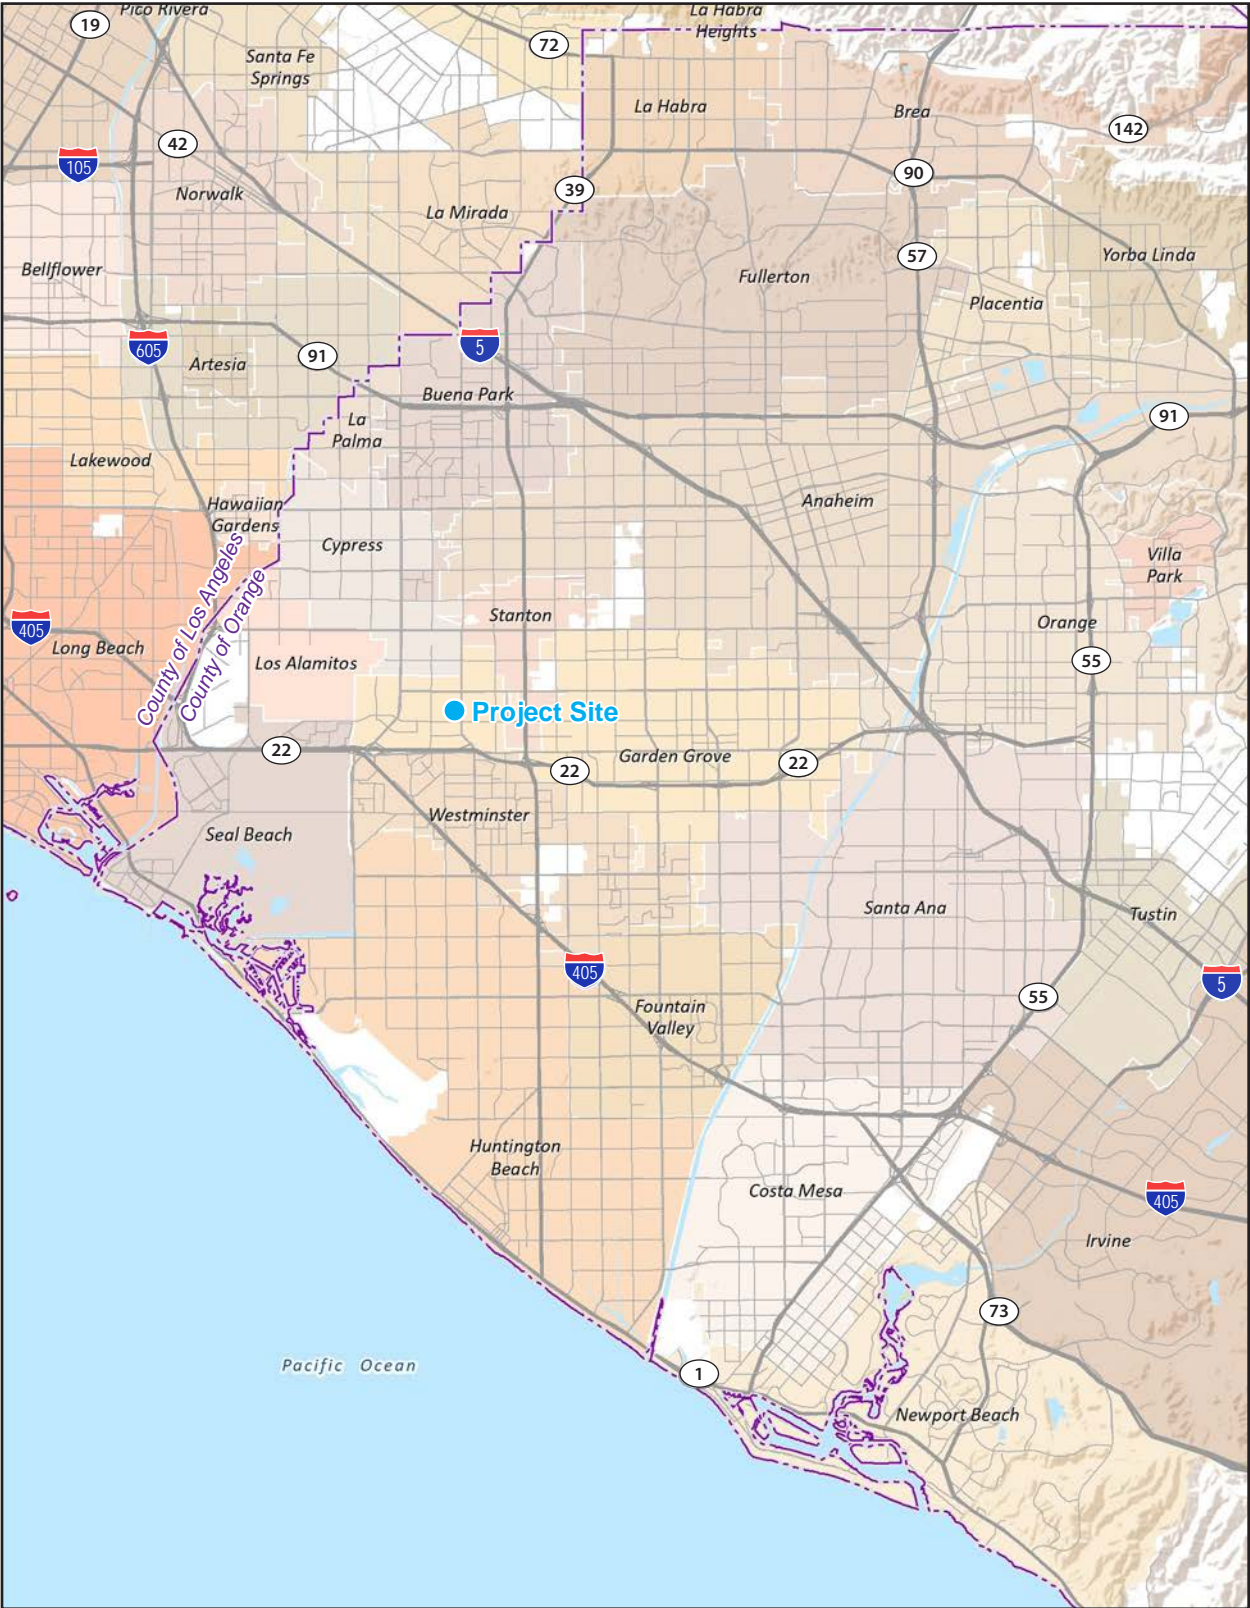 Pico Rivera
La Habra
Heights
19
72
Santa Fe
Springs
La Habra
Brea
142
42
105
90
Norwalk
39
La Mirada
57
Yorba Linda
Bellflower
Fullerton
Placentia
605
5
91
Artesia
Buena Park
91
La
Palma
Lakewood
Anaheim
Hawaiian
Gardens
Cypress
Villa
Park
County of Los Angeles
County of Orange
Stanton
Orange
405
Long Beach
Los Alamitos
55
Project Site
22
22
Garden Grove
22
Westminster
Seal Beach
Santa Ana
Tustin
405
5
55
Fountain
Valley
Huntington
Beach
Costa Mesa
405
Irvine
73
Pacific Ocean
1
Newport Beach